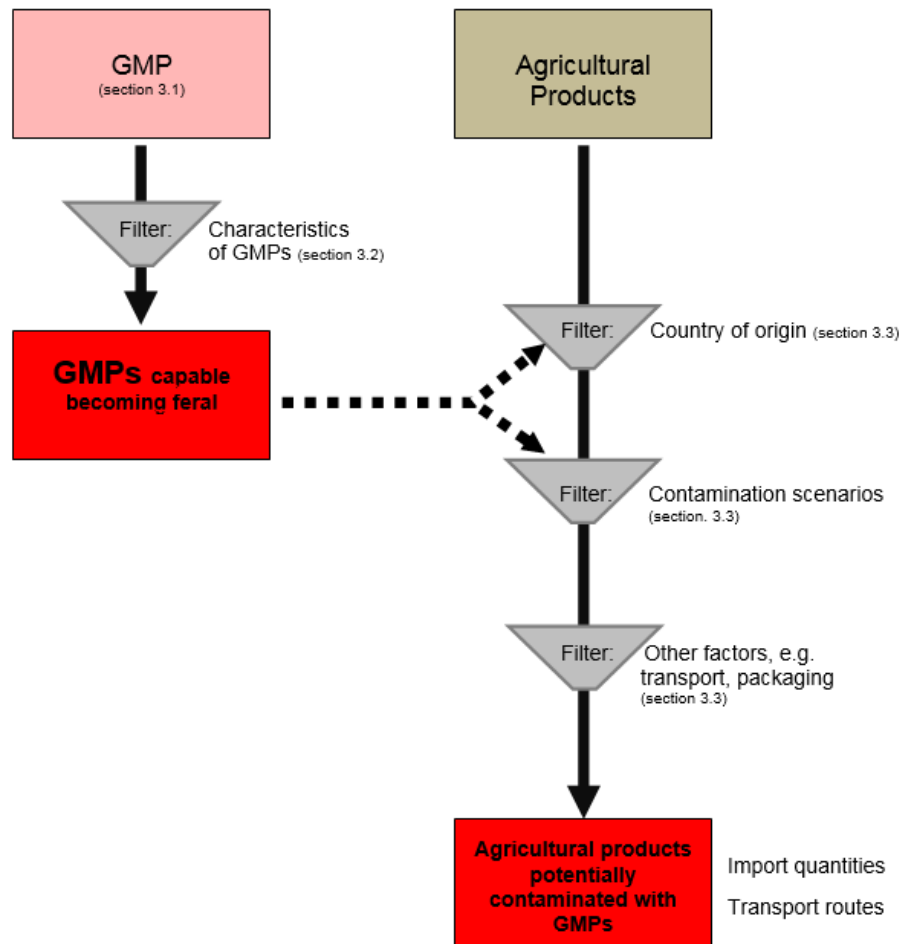 GMP
(section 3.1)
Agricultural
Products
Filter:
Characteristics
of GMPs (section 3.2)
GMPs capable
becoming feral
Filter:
Country of origin (section 3.3)
Filter:
Contamination scenarios
(section. 3.3)
Filter:
Other factors, e.g.
transport, packaging
(section 3.3)
Agricultural products
potentially
contaminated with
GMPs
Import quantities
Transport routes